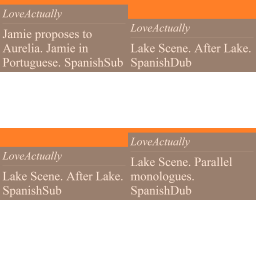 LoveActually
Jamie proposes to
Aurelia. Jamie in
Portuguese. SpanishSub
LoveActually
Lake Scene. After Lake.
SpanishDub
LoveActually
Lake Scene. After Lake.
SpanishSub
LoveActually
Lake Scene. Parallel
monologues.
SpanishDub